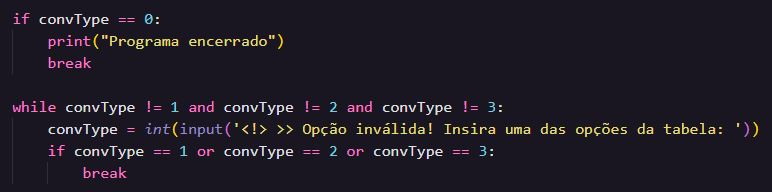 if convType == 0:
    print("Programa encerrado")
    break

while convType != 1 and convType != 2 and convType != 3:
    convType = int(input('<!> >> Opção inválida! Insira uma das opções da tabela: '))
    if convType == 1 or convType == 2 or convType == 3:
        break